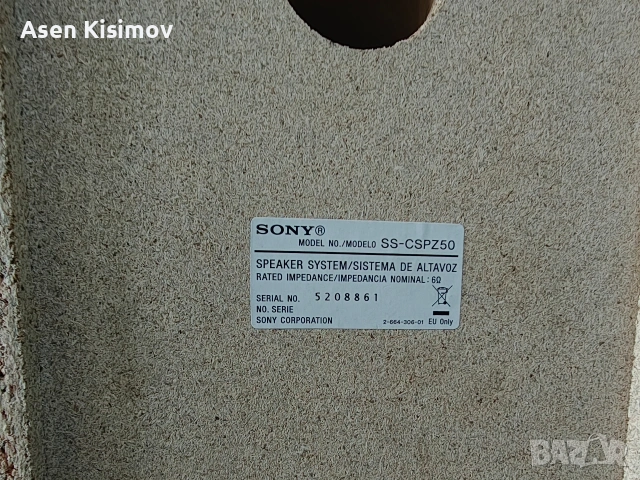 Asen Kisimov
SONY®
MODEL NO./MODELO SS-CSPZ50
SPEAKER SYSTEM/SISTEMA DE ALTAVOZ
RATED IMPEDANCE/IMPEDANCIA NOMINAL: 6Ω
SERIAL NO. 5208861
NO. SERIE
SONY CORPORATION 2-664-306-01 EU Only
BAZAR